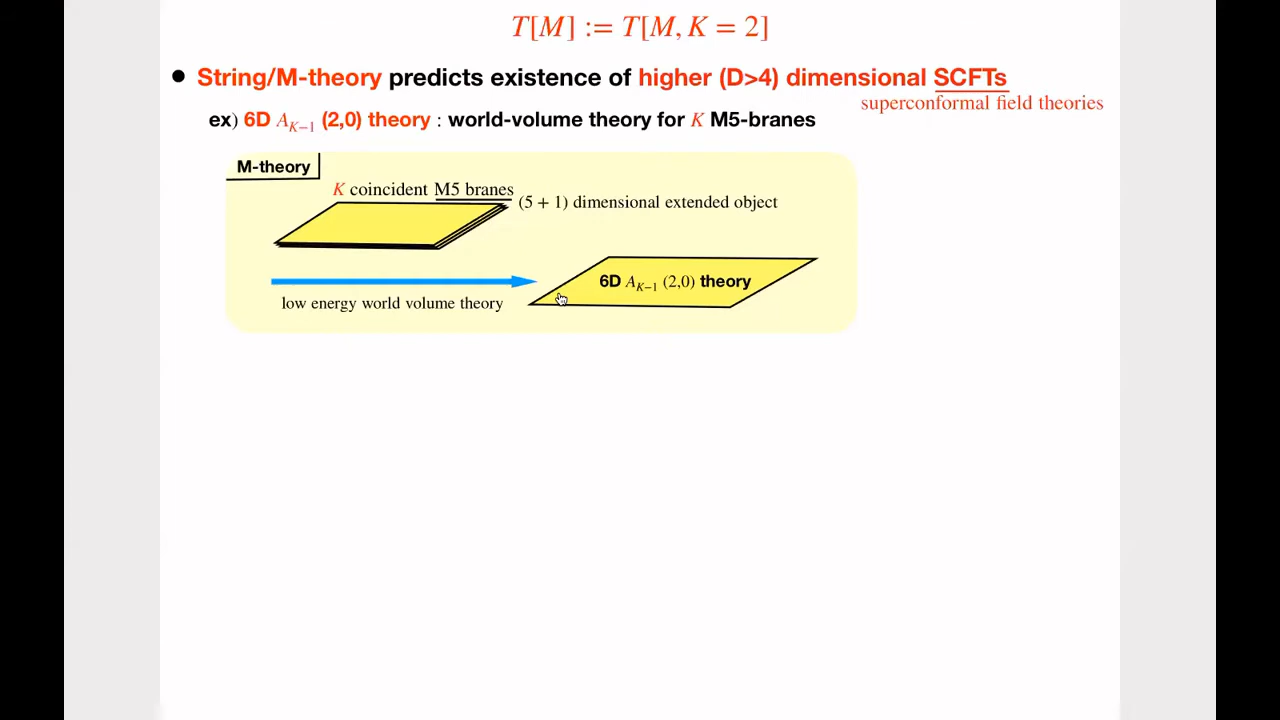 T[M] := T[M, K = 2]
● String/M-theory predicts existence of higher (D>4) dimensional SCFTs
superconformal field theories
ex) 6D A_{K−1} (2,0) theory : world-volume theory for K M5-branes
M-theory
K coincident M5 branes
(5 + 1) dimensional extended object
6D A_{K−1} (2,0) theory
low energy world volume theory